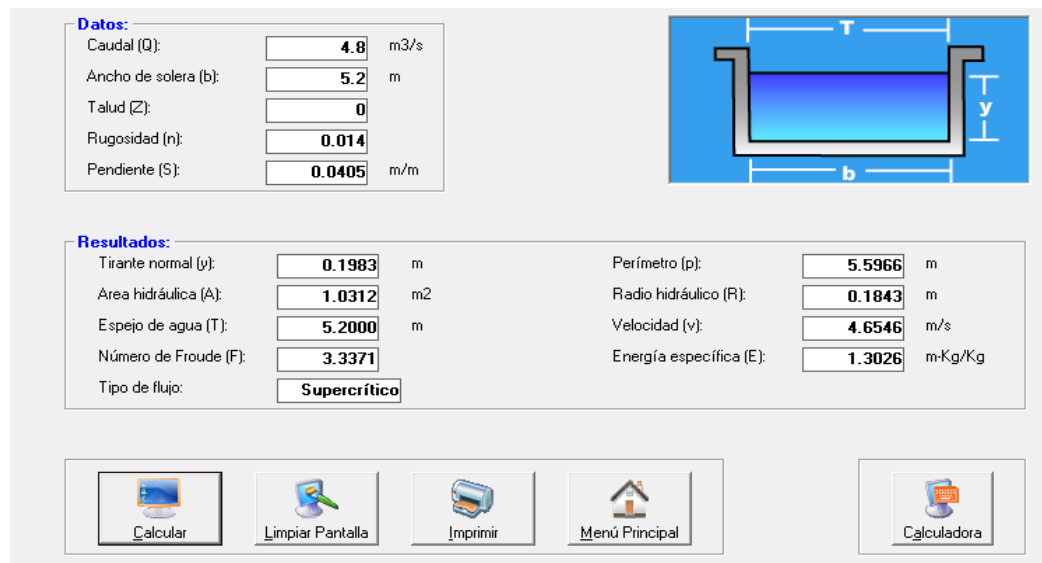 Datos:
Caudal (Q): 4.8 m3/s
Ancho de solera (b): 5.2 m
Talud (Z): 0
Rugosidad (n): 0.014
Pendiente (S): 0.0405 m/m
T
y
b
Resultados:
Tirante normal (y): 0.1983 m Perímetro (p): 5.5966 m
Area hidráulica (A): 1.0312 m2 Radio hidráulico (R): 0.1843 m
Espejo de agua (T): 5.2000 m Velocidad (v): 4.6546 m/s
Número de Froude (F): 3.3371 Energía específica (E): 1.3026 m-Kg/Kg
Tipo de flujo: Supercrítico
Calcular Limpiar Pantalla Imprimir Menú Principal Calculadora